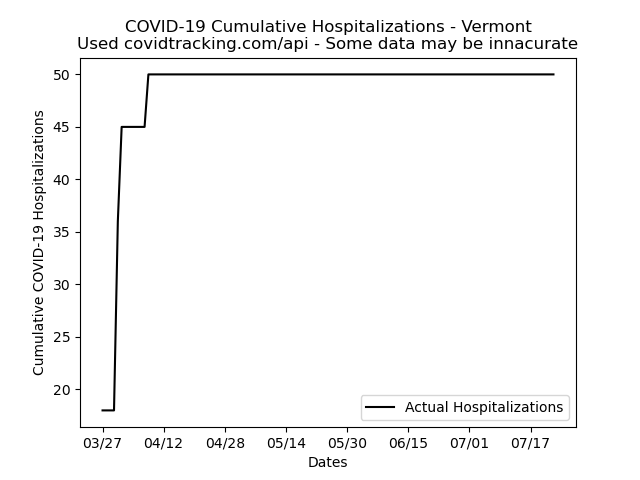 COVID-19 Cumulative Hospitalizations - Vermont
Used covidtracking.com/api - Some data may be innacurate
Cumulative COVID-19 Hospitalizations
50
45
40
35
30
25
20
Actual Hospitalizations
03/27 04/12 04/28 05/14 05/30 06/15 07/01 07/17
Dates